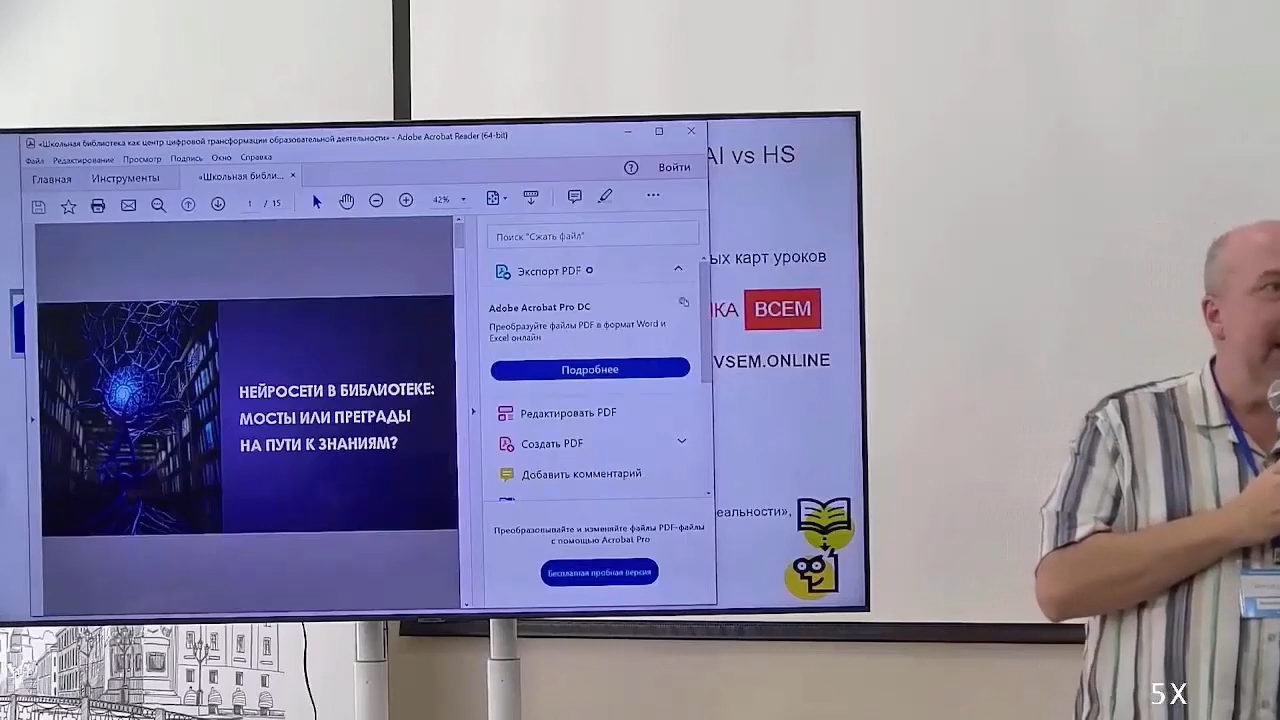 «Школьная библиотека как центр цифровой трансформации образовательной деятельности» - Adobe Acrobat Reader (64-bit)
Файл Редактирование Просмотр Подпись Окно Справка
Главная Инструменты «Школьная библи... ×
Войти
1 / 15 42%
НЕЙРОСЕТИ В БИБЛИОТЕКЕ:
МОСТЫ ИЛИ ПРЕГРАДЫ
НА ПУТИ К ЗНАНИЯМ?
Поиск "Сжать файл"
Экспорт PDF
Adobe Acrobat Pro DC
Преобразуйте файлы PDF в формат Word и
Excel онлайн
Подробнее
Редактировать PDF
Создать PDF
Добавить комментарий
Преобразовывайте и изменяйте файлы PDF-файлы
с помощью Acrobat Pro
Бесплатная пробная версия
AI vs HS
ых карт уроков
КА ВСЕМ
VSEM.ONLINE
еальности»,
5X